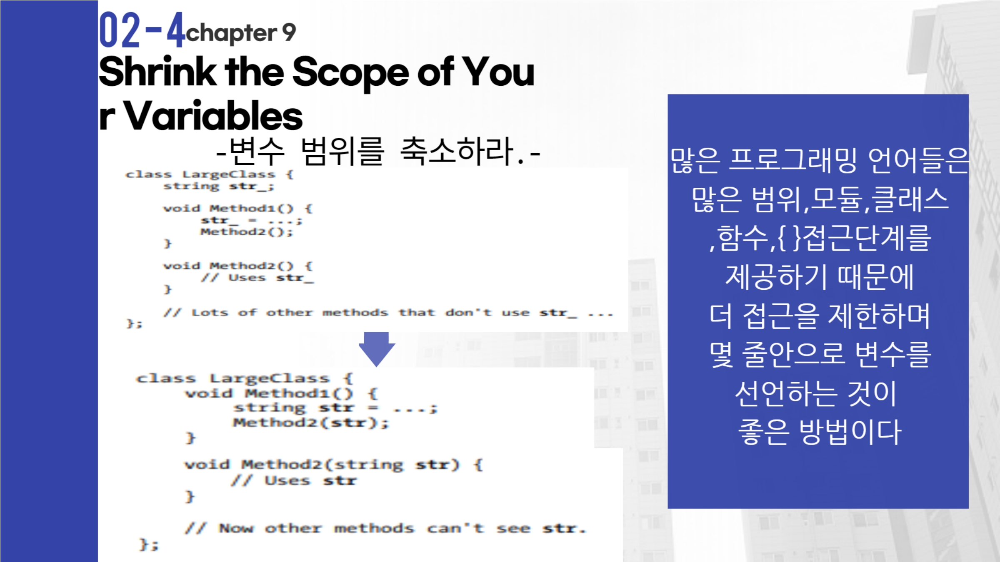 02-4chapter 9
Shrink the Scope of You
r Variables
-변수 범위를 축소하라.-
class LargeClass {
string str_;
void Method1() {
str_ = ...;
Method2();
}
void Method2() {
// Uses str_
}
// Lots of other methods that don't use str_ ...
};
class LargeClass {
void Method1() {
string str = ...;
Method2(str);
}
void Method2(string str) {
// Uses str
}
// Now other methods can't see str.
};
많은 프로그래밍 언어들은
많은 범위,모듈,클래스
,함수,{ }접근단계를
제공하기 때문에
더 접근을 제한하며
몇 줄안으로 변수를
선언하는 것이
좋은 방법이다